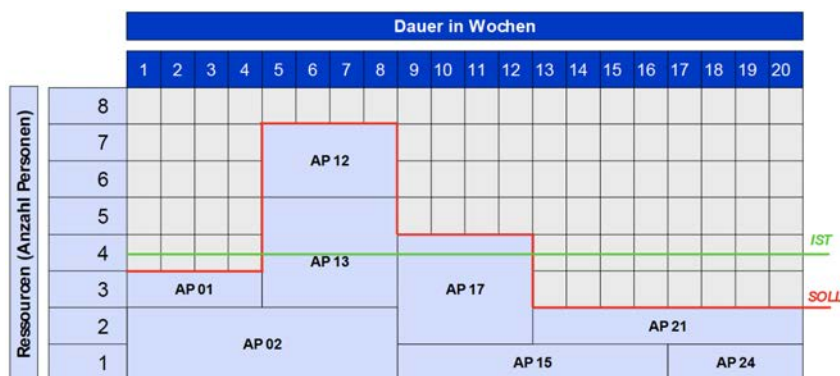 Dauer in Wochen
1 2 3 4 5 6 7 8 9 10 11 12 13 14 15 16 17 18 19 20
Ressourcen (Anzahl Personen)
8
7
AP 12
6
5
4
IST
AP 13
3
AP 01
AP 17
SOLL
2
AP 21
AP 02
1
AP 15
AP 24